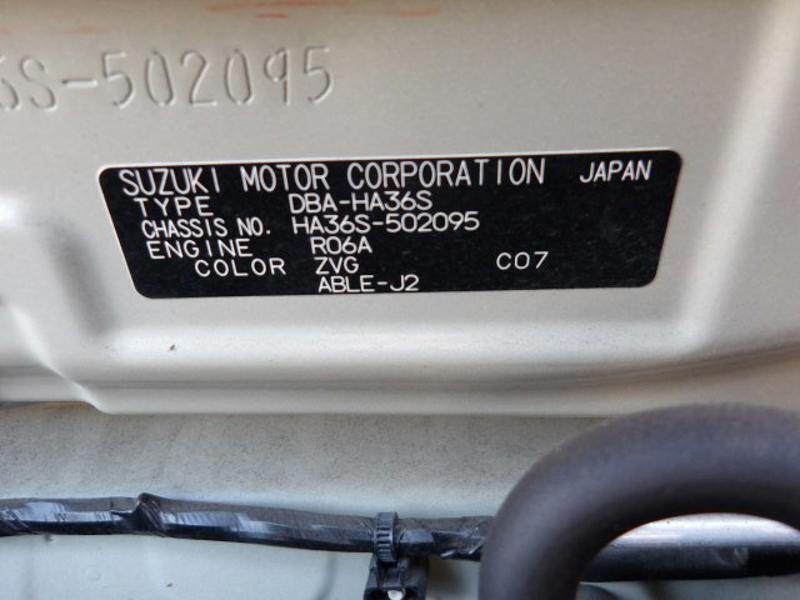 6S-502095
SUZUKI MOTOR CORPORATION JAPAN
TYPE DBA-HA36S
CHASSIS NO. HA36S-502095
ENGINE R06A
COLOR ZVG C07
ABLE-J2